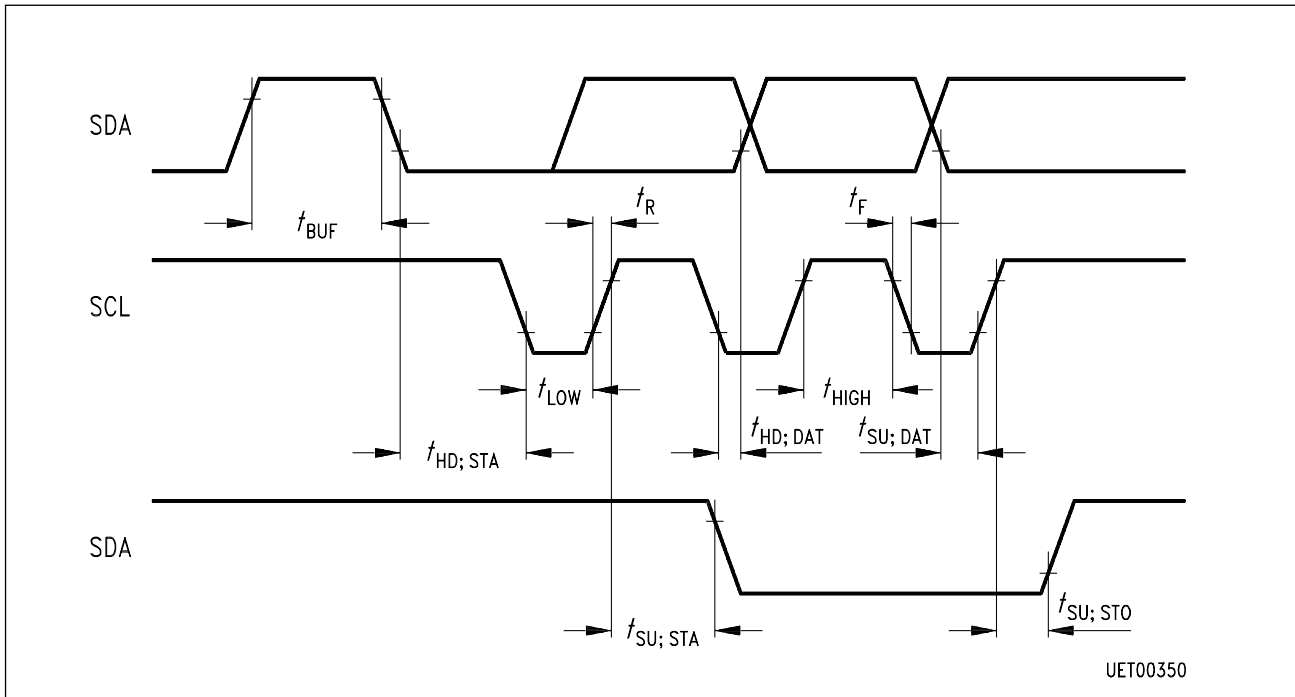 SDA
t_R
t_F
t_BUF
SCL
t_LOW
t_HIGH
t_HD; DAT
t_SU; DAT
t_HD; STA
SDA
t_SU; STA
t_SU; STO
UET00350